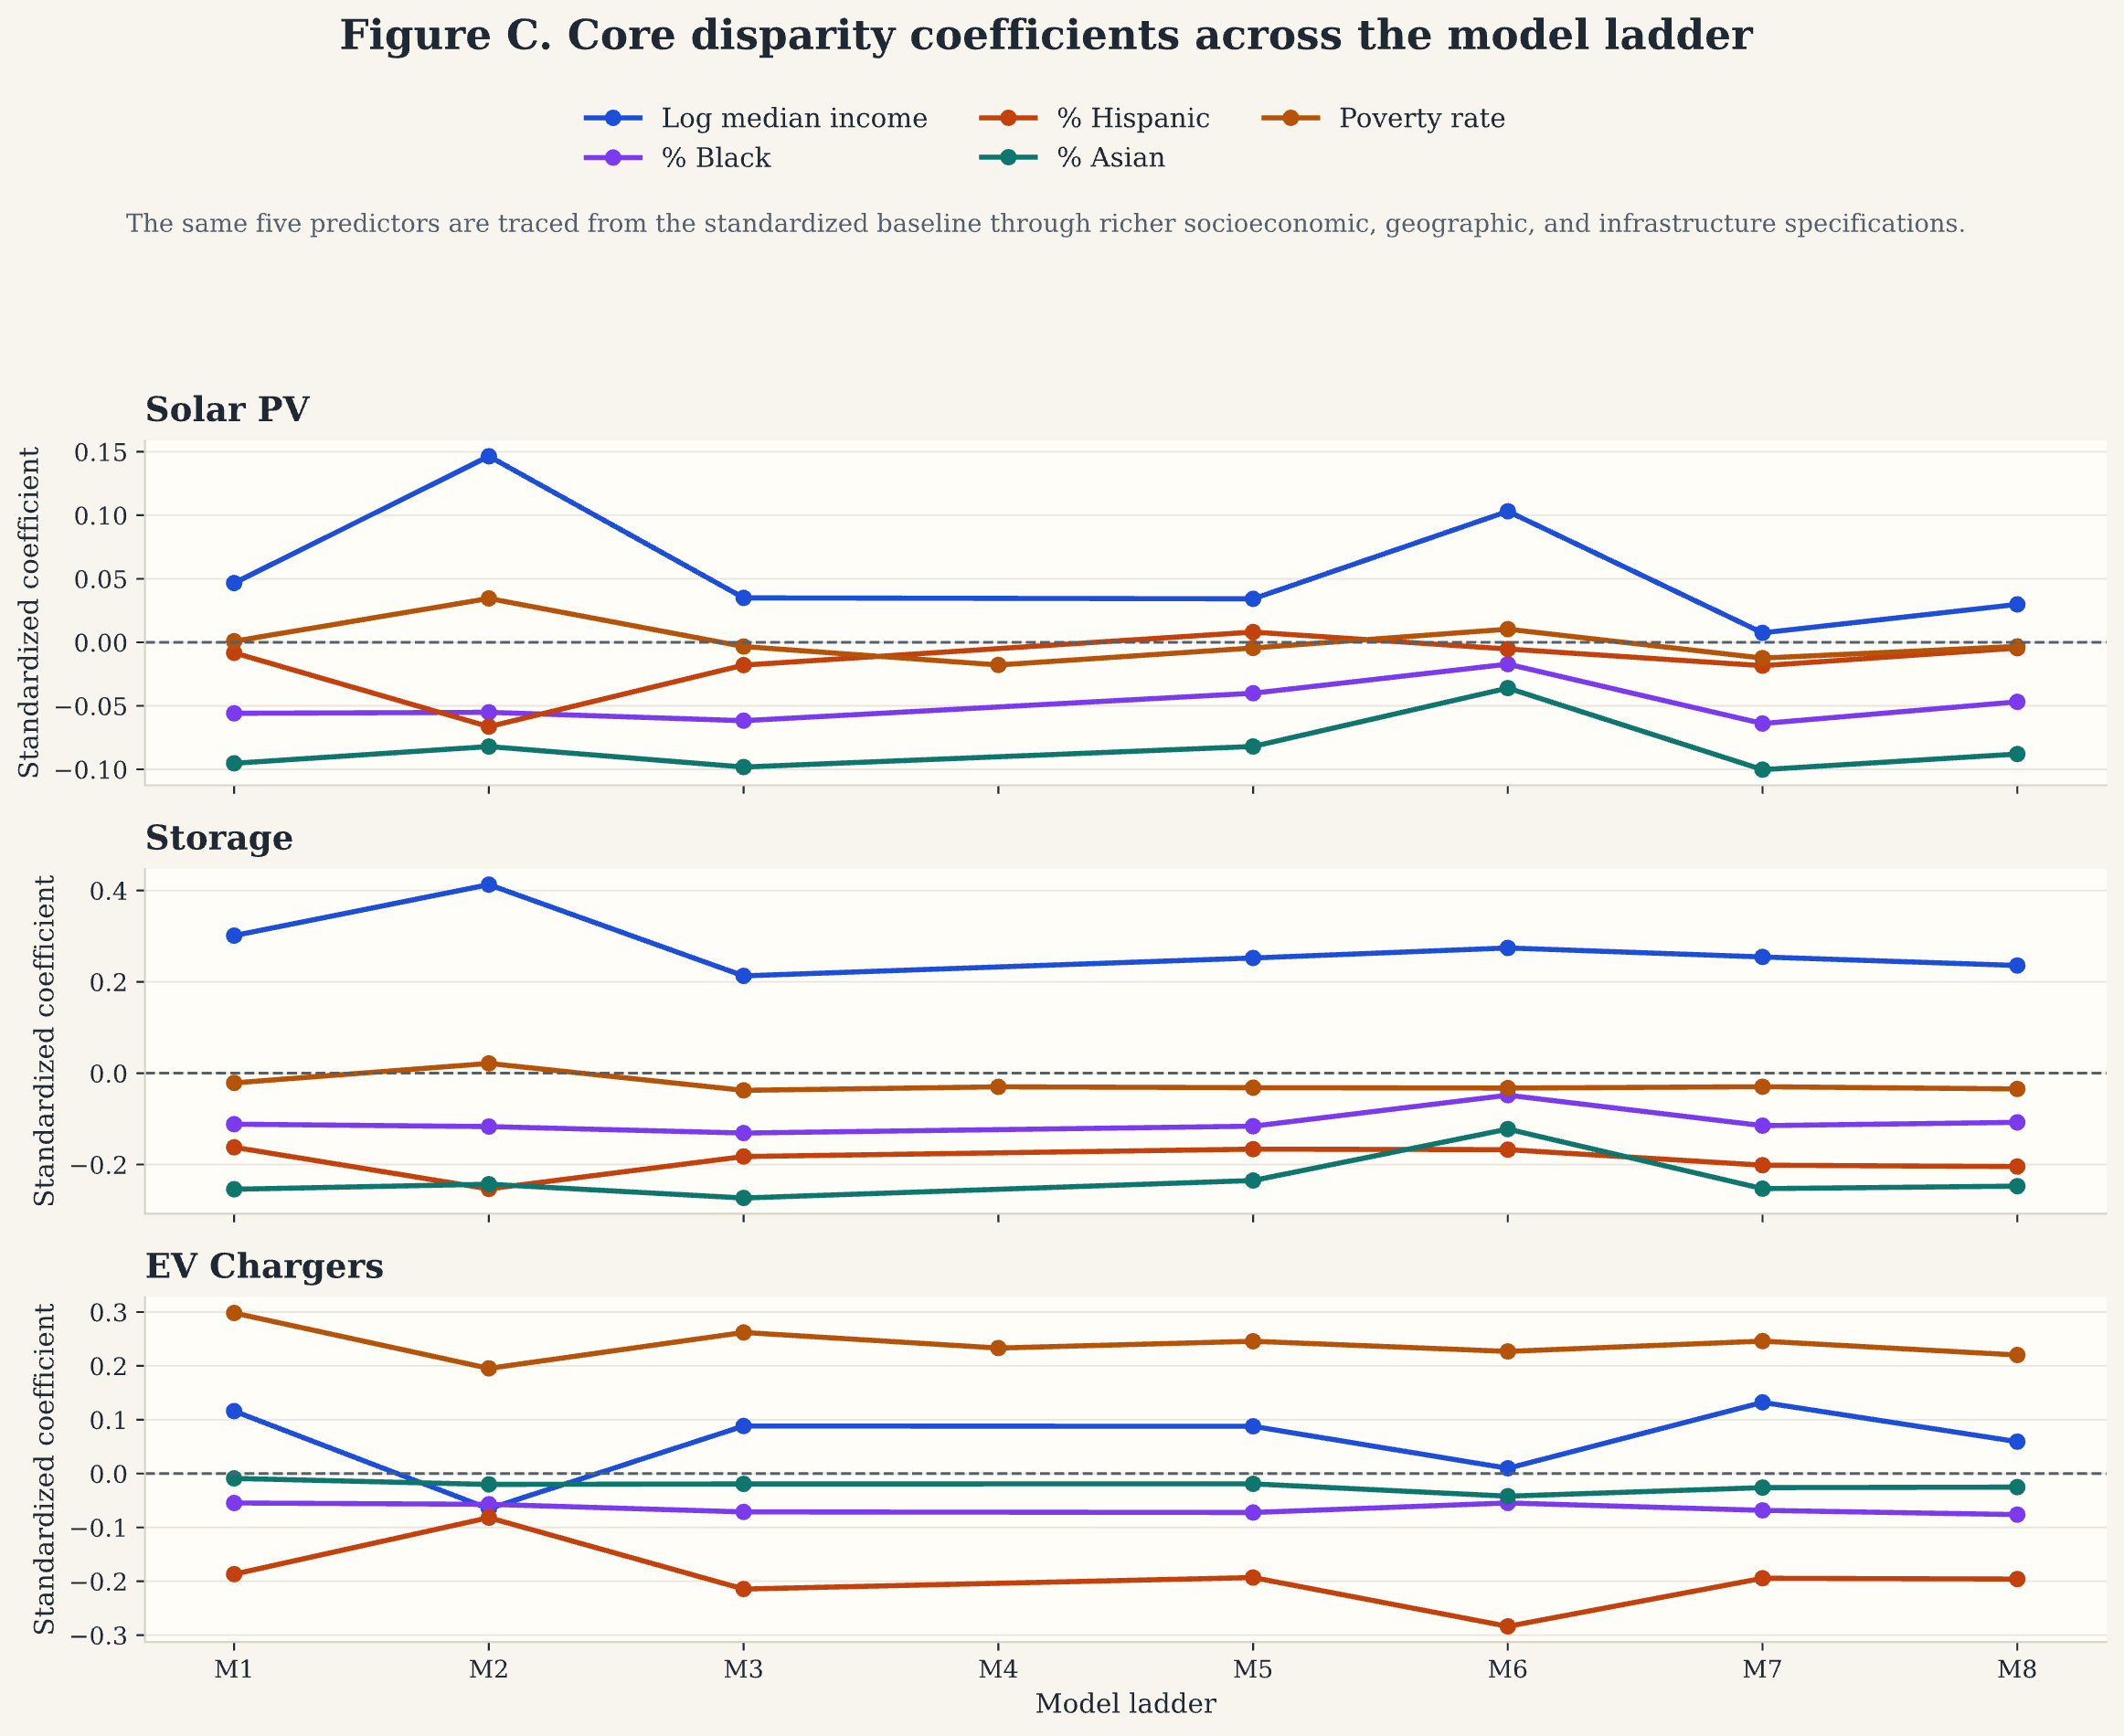 Figure C. Core disparity coefficients across the model ladder
Log median income % Hispanic Poverty rate
% Black % Asian
The same five predictors are traced from the standardized baseline through richer socioeconomic, geographic, and infrastructure specifications.
Solar PV
Standardized coefficient
0.15
0.10
0.05
0.00
−0.05
−0.10
Storage
Standardized coefficient
0.4
0.2
0.0
−0.2
EV Chargers
Standardized coefficient
0.3
0.2
0.1
0.0
−0.1
−0.2
−0.3
M1 M2 M3 M4 M5 M6 M7 M8
Model ladder